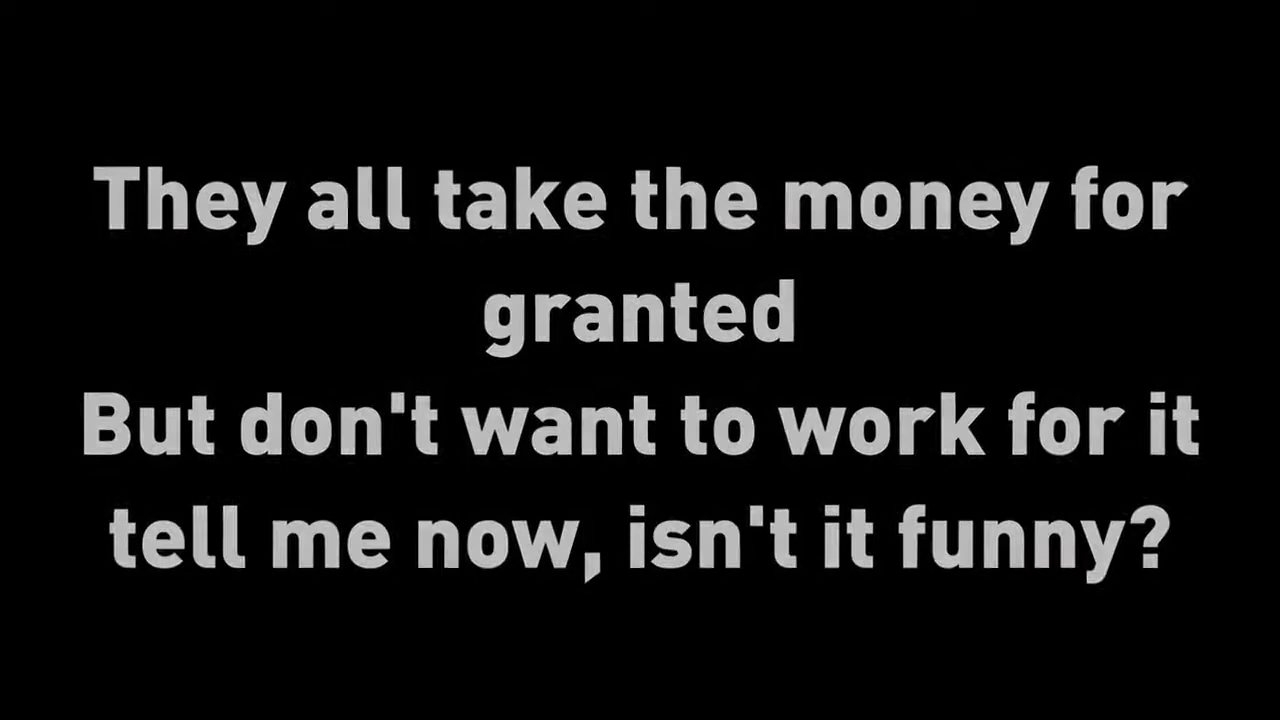 They all take the money for
granted
But don't want to work for it
tell me now, isn't it funny?